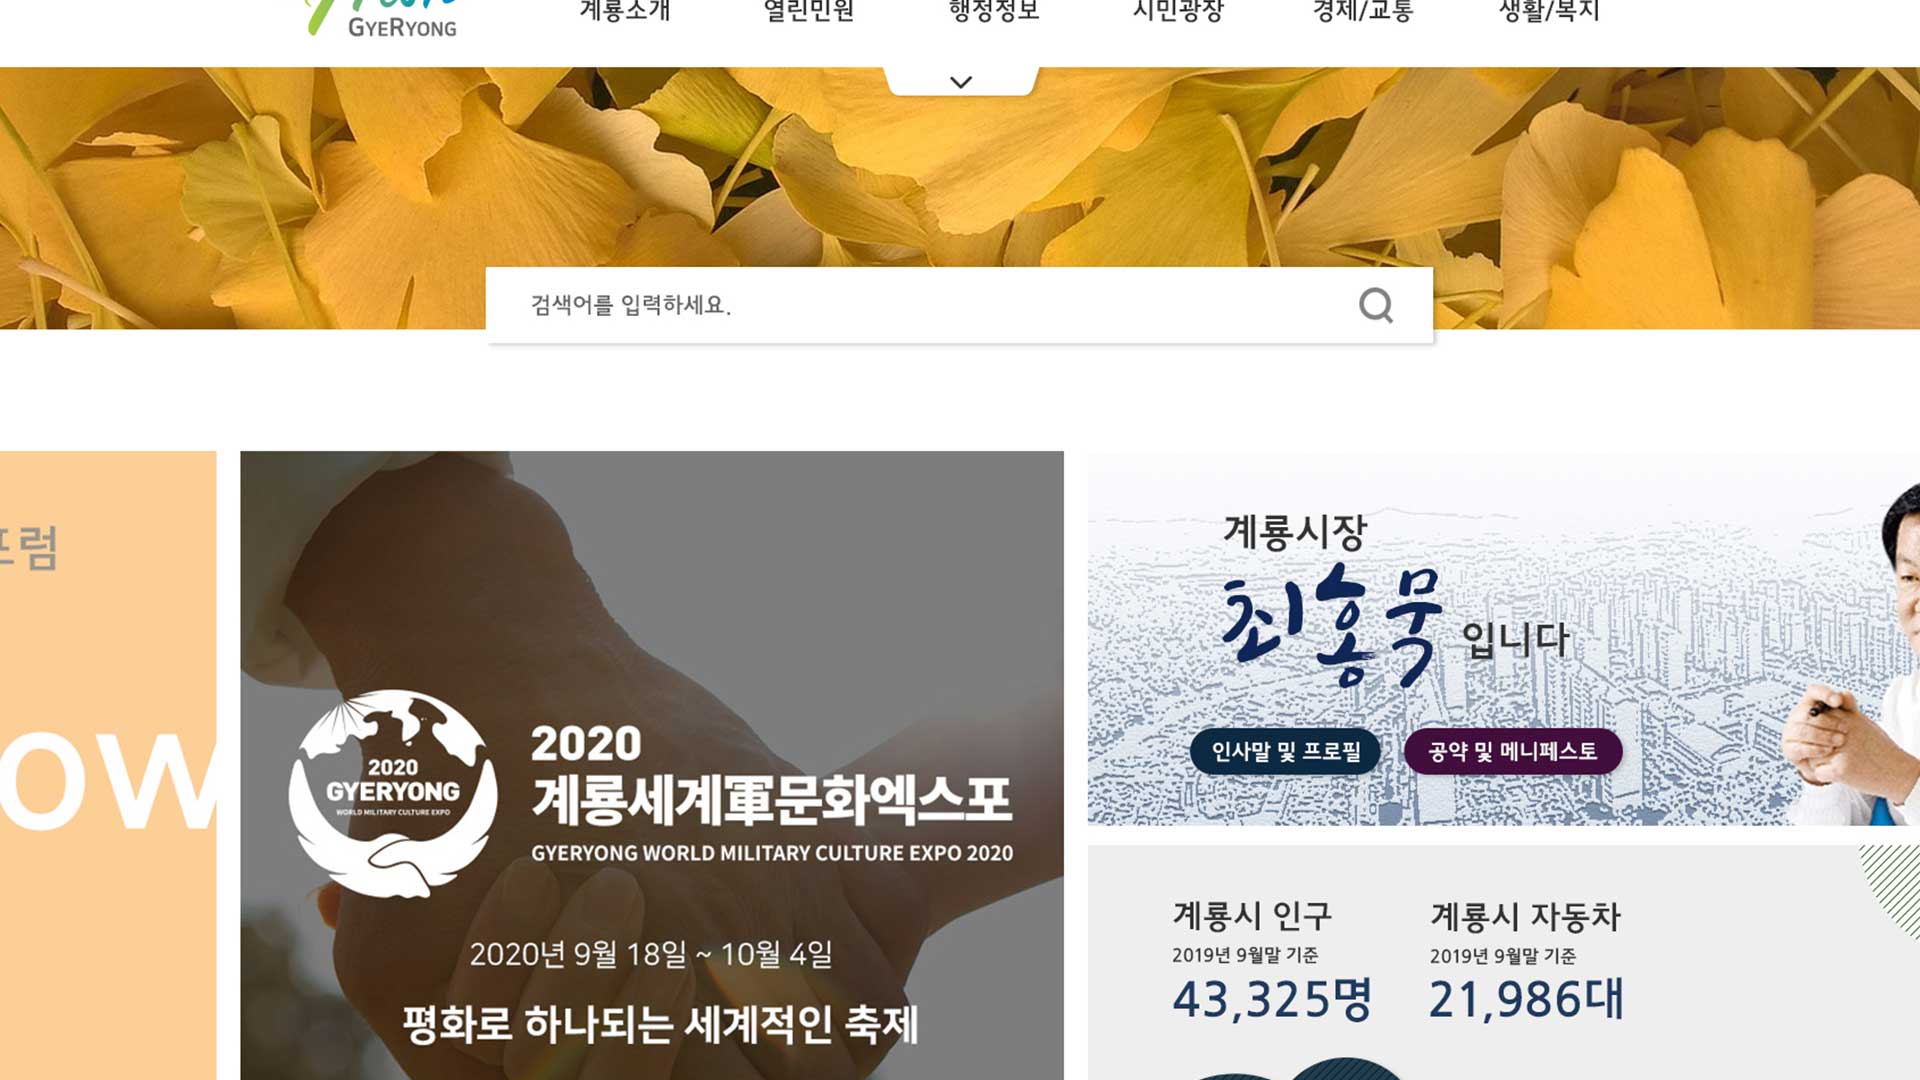 GYERYONG
계룡소개 열린민원 행정정보 시민광장 경제/교통 생활/복지
검색어를 입력하세요.
포럼
ow
2020
GYERYONG
WORLD MILITARY CULTURE EXPO
2020
계룡세계軍문화엑스포
GYERYONG WORLD MILITARY CULTURE EXPO 2020
2020년 9월 18일 ~ 10월 4일
평화로 하나되는 세계적인 축제
계룡시장
최홍묵 입니다
인사말 및 프로필 공약 및 메니페스토
계룡시 인구
2019년 9월말 기준
43,325명
계룡시 자동차
2019년 9월말 기준
21,986대